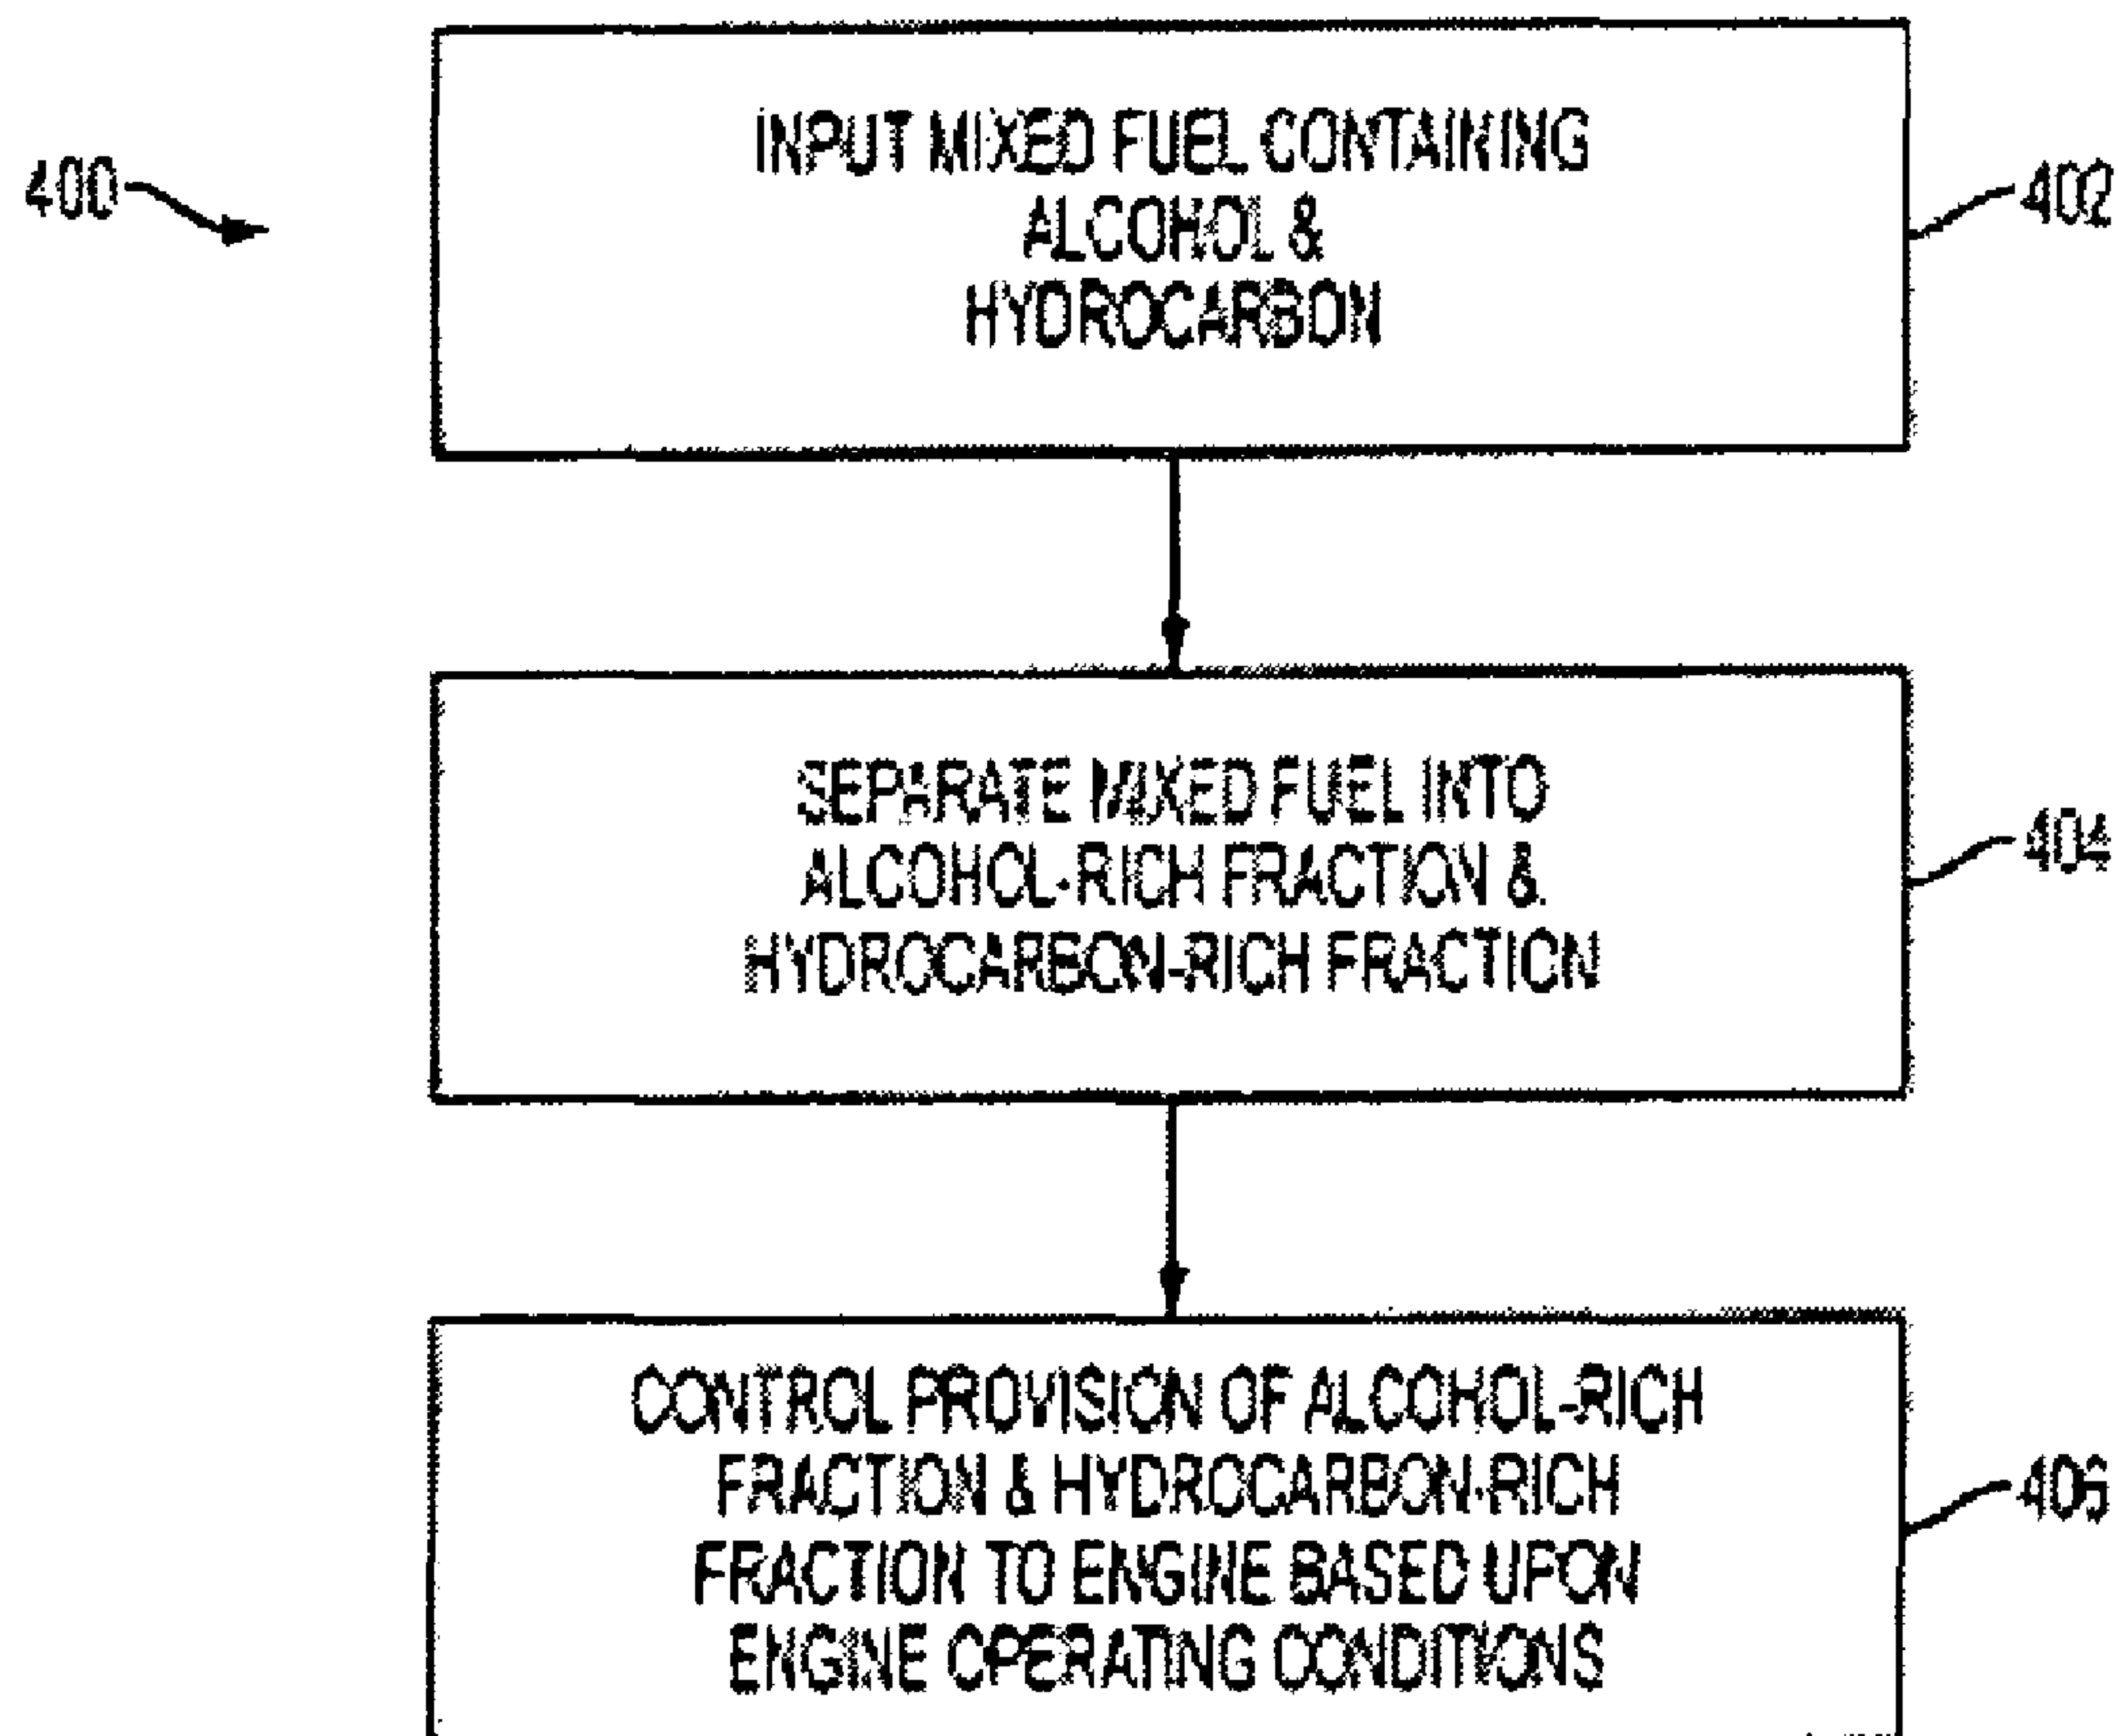 400
INPUT MIXED FUEL CONTAINING
ALCOHOL &
HYDROCARBON
402
SEPARATE MIXED FUEL INTO
ALCOHOL-RICH FRACTION &
HYDROCARBON-RICH FRACTION
404
CONTROL PROVISION OF ALCOHOL-RICH
FRACTION & HYDROCARBON-RICH
FRACTION TO ENGINE BASED UPON
ENGINE OPERATING CONDITIONS
406